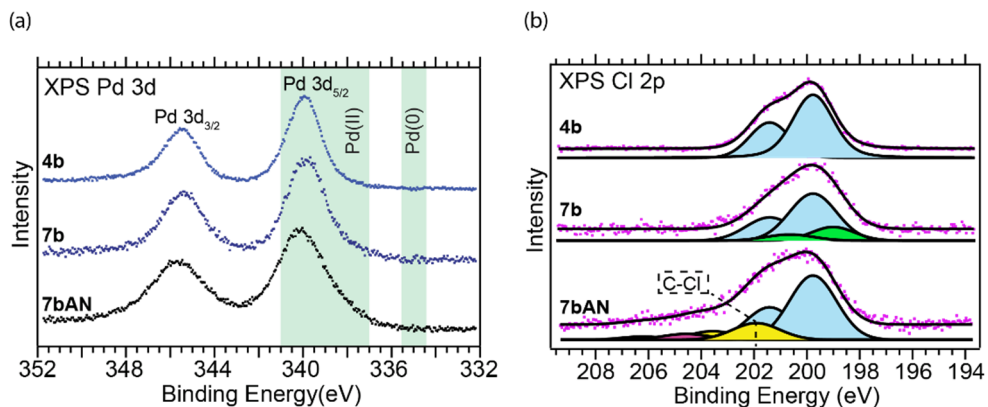 (a)
XPS Pd 3d
Pd 3d3/2
Pd 3d5/2
Pd(II)
Pd(0)
4b
7b
7bAN
Intensity
352 348 344 340 336 332
Binding Energy(eV)
(b)
XPS Cl 2p
4b
7b
C-Cl
7bAN
Intensity
208 206 204 202 200 198 196 194
Binding Energy (eV)